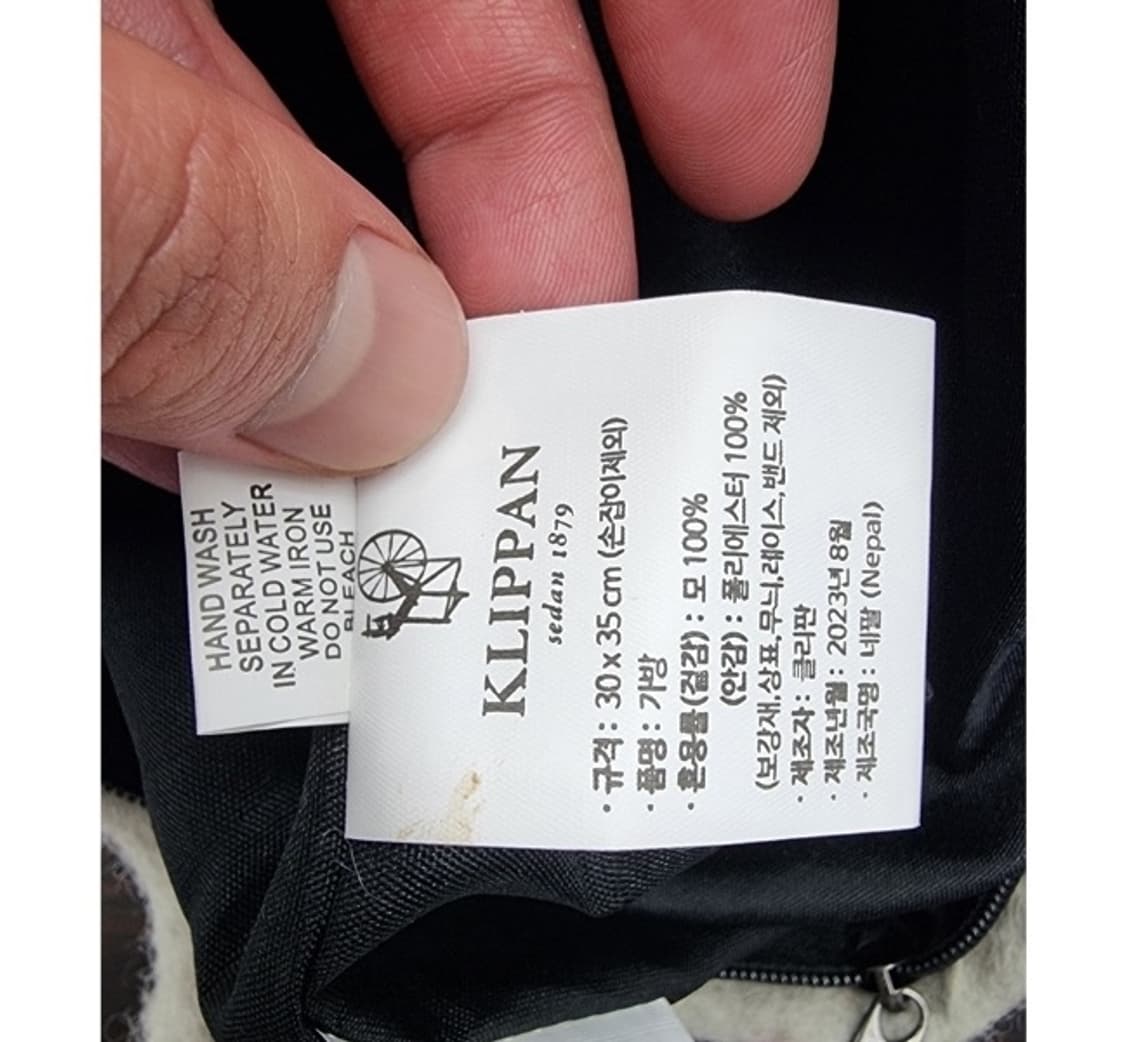 HAND WASH
SEPARATELY
IN COLD WATER
WARM IRON
DO NOT USE
BLEACH
KLIPPAN
sedan 1879
· 규격 : 30 x 35 cm (손잡이제외)
· 품명 : 가방
· 혼용률(겉감) : 모 100%
(안감) : 폴리에스터 100%
(보강재,상표,무늬,레이스,밴드 제외)
· 제조자 : 클리판
· 제조년월 : 2023년 8월
· 제조국명 : 네팔 (Nepal)